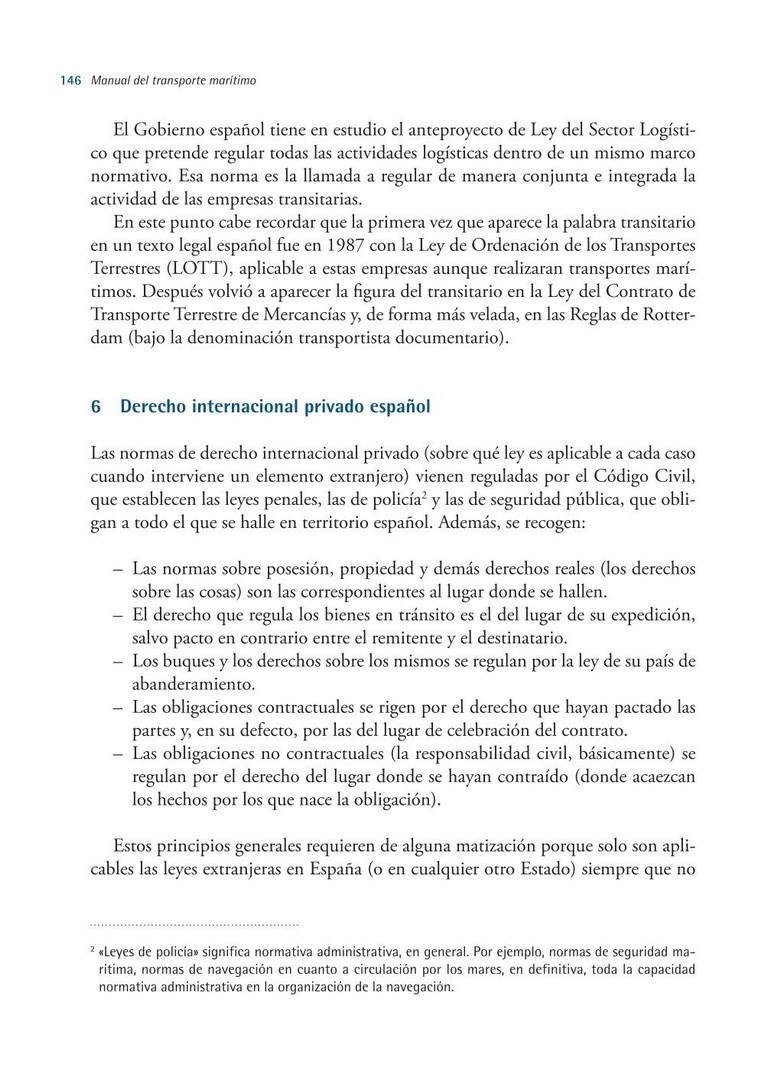 146 Manual del transporte marítimo
El Gobierno español tiene en estudio el anteproyecto de Ley del Sector Logísti-
co que pretende regular todas las actividades logísticas dentro de un mismo marco
normativo. Esa norma es la llamada a regular de manera conjunta e integrada la
actividad de las empresas transitarias.
En este punto cabe recordar que la primera vez que aparece la palabra transitario
en un texto legal español fue en 1987 con la Ley de Ordenación de los Transportes
Terrestres (LOTT), aplicable a estas empresas aunque realizaran transportes marí-
timos. Después volvió a aparecer la figura del transitario en la Ley del Contrato de
Transporte Terrestre de Mercancías y, de forma más velada, en las Reglas de Rotter-
dam (bajo la denominación transportista documentario).
6 Derecho internacional privado español
Las normas de derecho internacional privado (sobre qué ley es aplicable a cada caso
cuando interviene un elemento extranjero) vienen reguladas por el Código Civil,
que establecen las leyes penales, las de policía² y las de seguridad pública, que obli-
gan a todo el que se halle en territorio español. Además, se recogen:
– Las normas sobre posesión, propiedad y demás derechos reales (los derechos
sobre las cosas) son las correspondientes al lugar donde se hallen.
– El derecho que regula los bienes en tránsito es el del lugar de su expedición,
salvo pacto en contrario entre el remitente y el destinatario.
– Los buques y los derechos sobre los mismos se regulan por la ley de su país de
abanderamiento.
– Las obligaciones contractuales se rigen por el derecho que hayan pactado las
partes y, en su defecto, por las del lugar de celebración del contrato.
– Las obligaciones no contractuales (la responsabilidad civil, básicamente) se
regulan por el derecho del lugar donde se hayan contraído (donde acaezcan
los hechos por los que nace la obligación).
Estos principios generales requieren de alguna matización porque solo son apli-
cables las leyes extranjeras en España (o en cualquier otro Estado) siempre que no
² «Leyes de policía» significa normativa administrativa, en general. Por ejemplo, normas de seguridad ma-
rítima, normas de navegación en cuanto a circulación por los mares, en definitiva, toda la capacidad
normativa administrativa en la organización de la navegación.